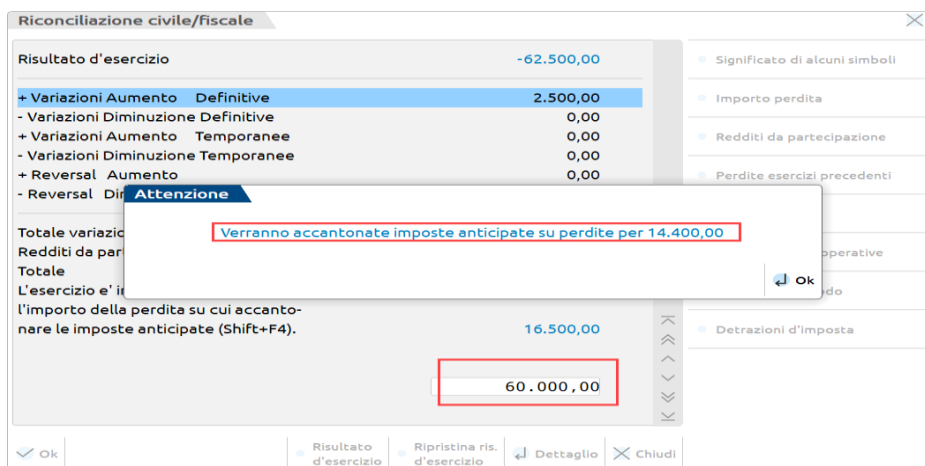 Riconciliazione civile/fiscale
Risultato d'esercizio -62.500,00
+ Variazioni Aumento Definitive 2.500,00
- Variazioni Diminuzione Definitive 0,00
+ Variazioni Aumento Temporanee 0,00
- Variazioni Diminuzione Temporanee 0,00
+ Reversal Aumento 0,00
- Reversal
Attenzione
Verranno accantonate imposte anticipate su perdite per 14.400,00
Ok
Totale
Redditi da
Totale
L'esercizio e'
l'importo della perdita su cui accanto-
nare le imposte anticipate (Shift+F4). 16.500,00
60.000,00
Significato di alcuni simboli
Importo perdita
Redditi da partecipazione
Perdite esercizi precedenti
Detrazioni d'imposta
Ok
Risultato d'esercizio
Ripristina ris. d'esercizio
Dettaglio
Chiudi